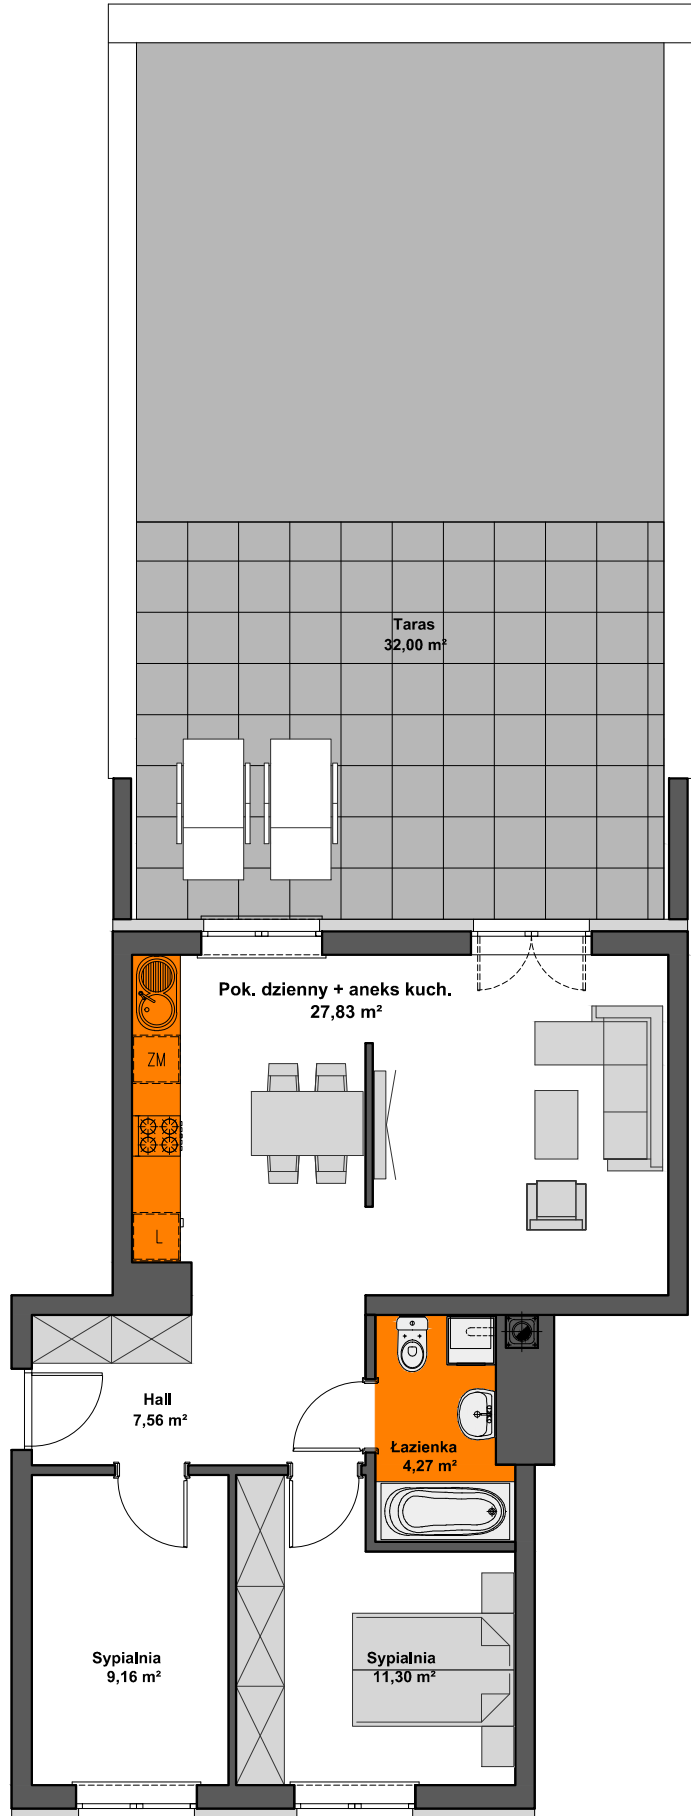 Taras
32,00 m²
Pok. dzienny + aneks kuch.
27,83 m²
ZM
L
Hall
7,56 m²
Łazienka
4,27 m²
Sypialnia
9,16 m²
Sypialnia
11,30 m²